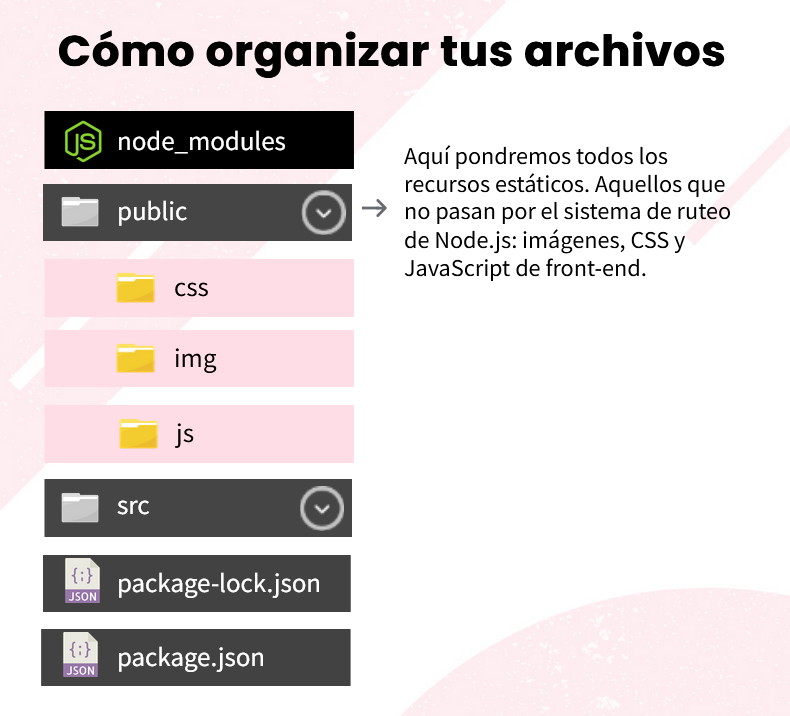 Cómo organizar tus archivos
JS
node_modules
public
Aquí pondremos todos los
recursos estáticos. Aquellos que
no pasan por el sistema de ruteo
de Node.js: imágenes, CSS y
JavaScript de front-end.
css
img
js
src
{;}
JSON
package-lock.json
{;}
JSON
package.json